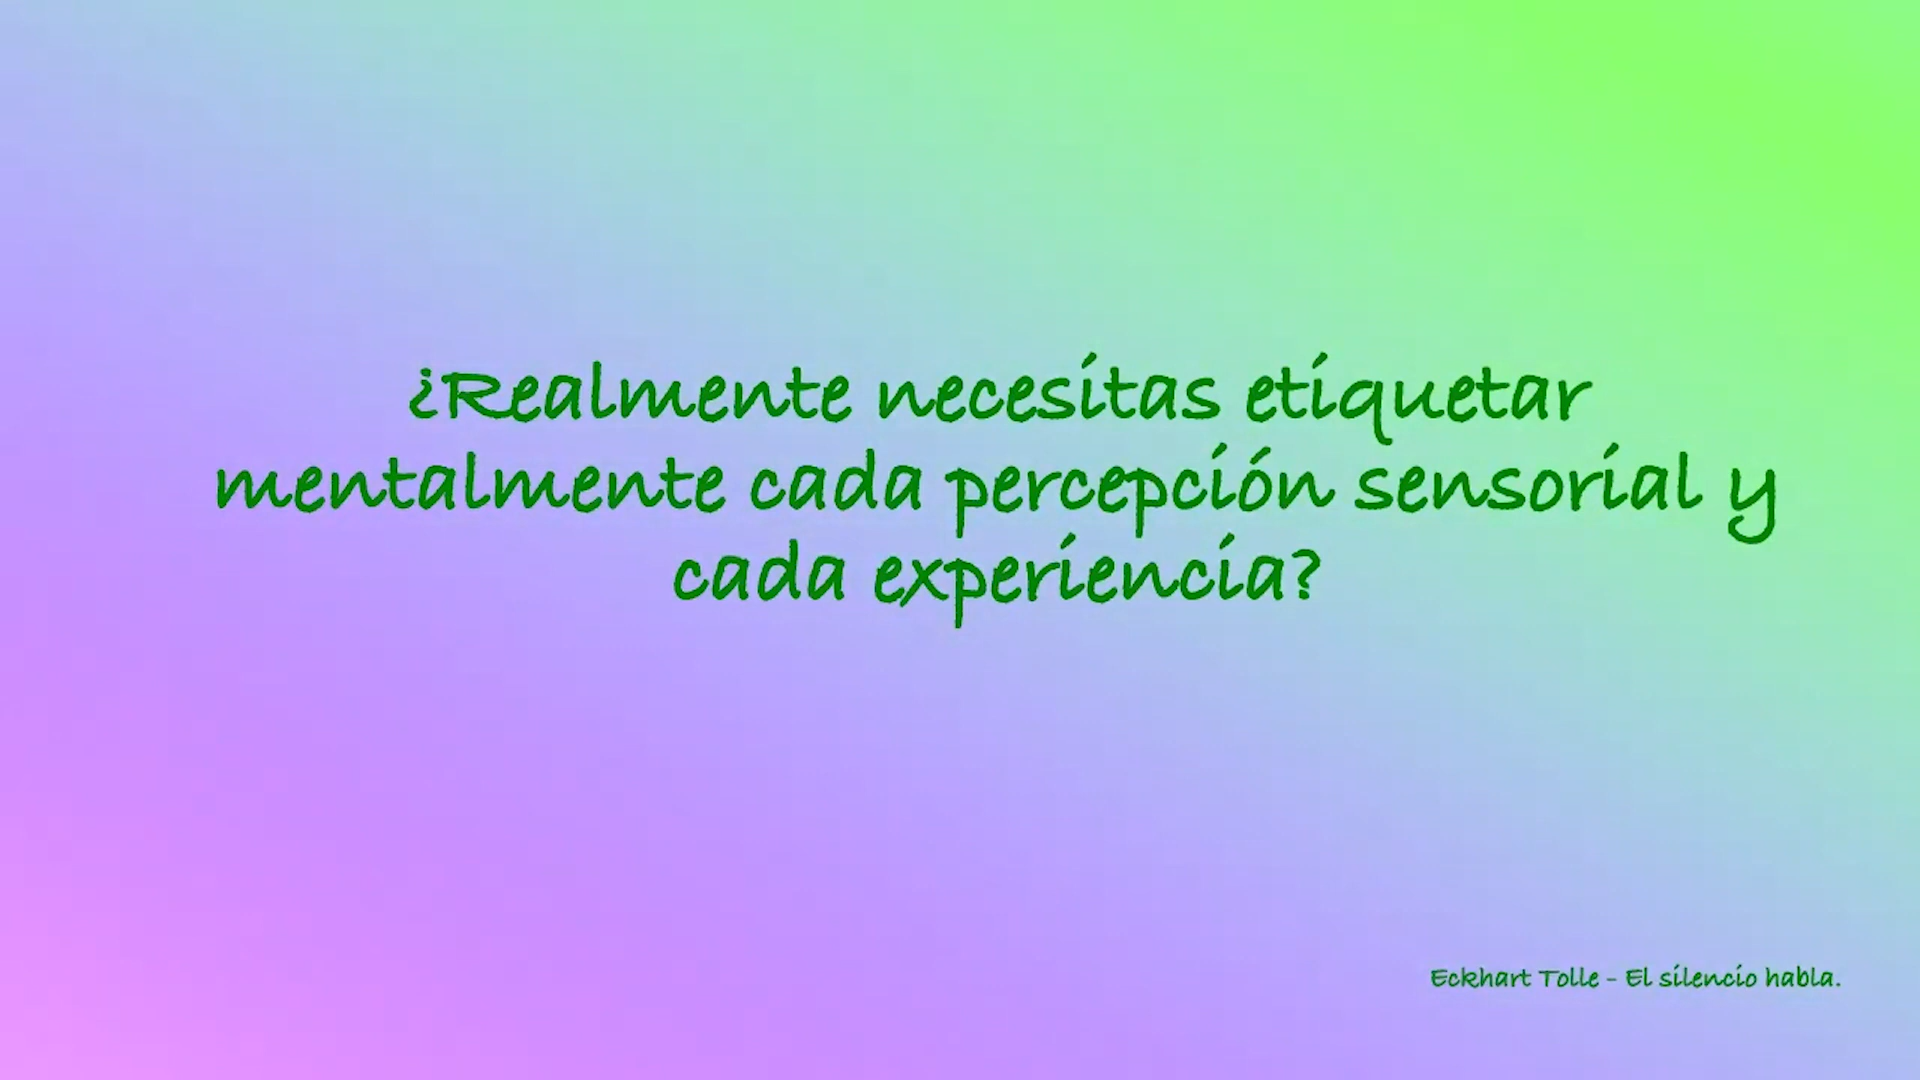 ¿Realmente necesitas etiquetar
mentalmente cada percepción sensorial y
cada experiencia?
Eckhart Tolle - El silencio habla.